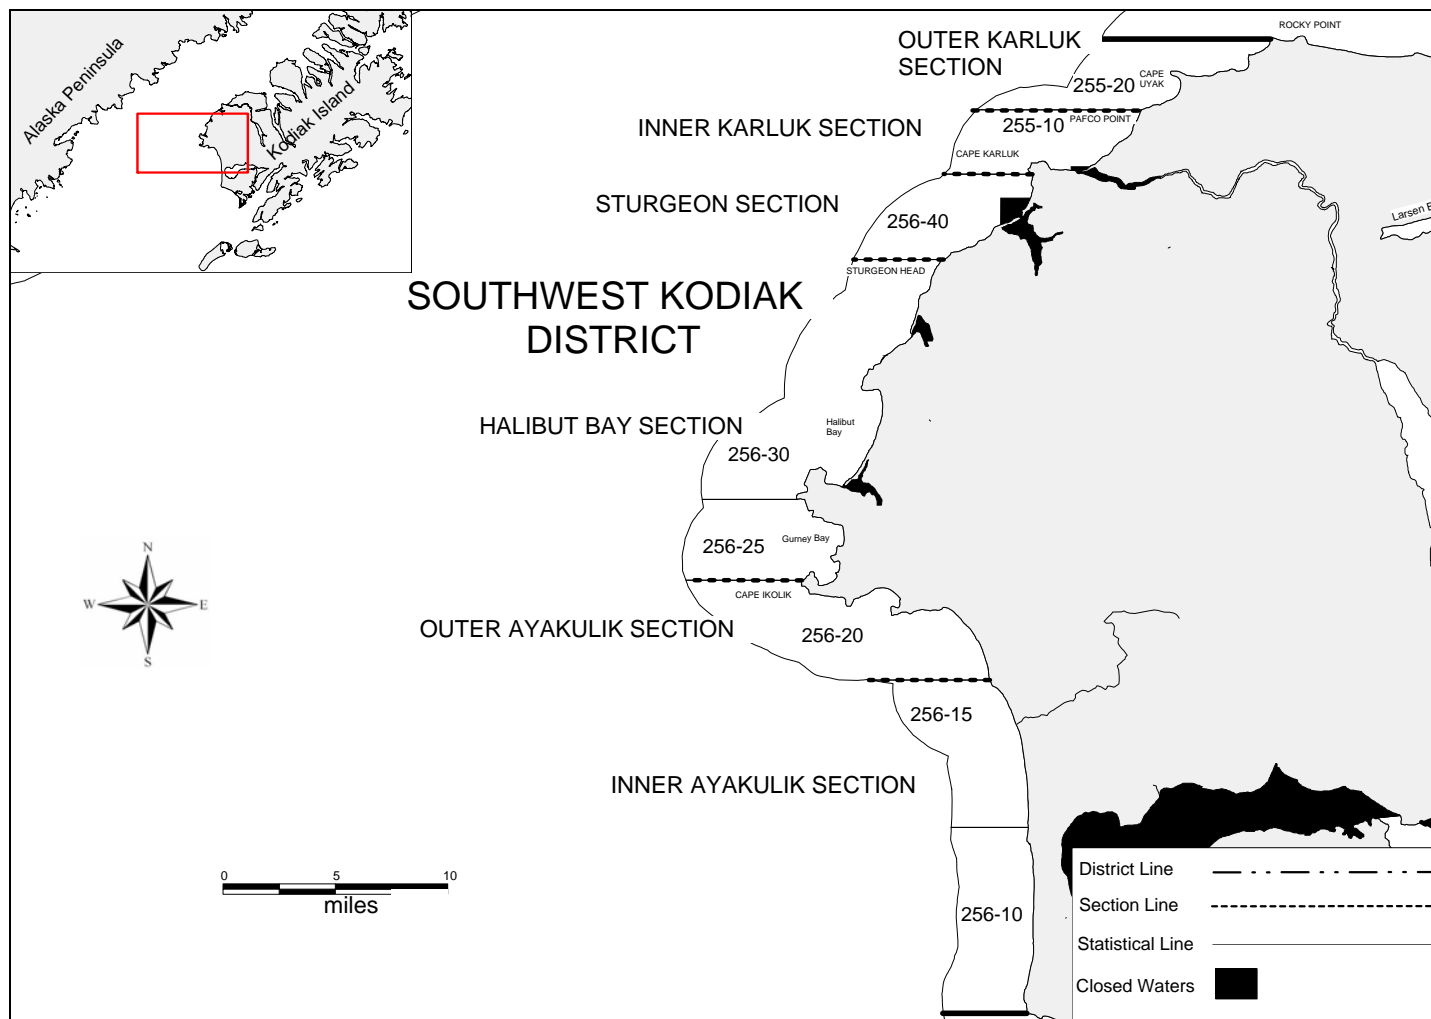 Alaska Peninsula
Kodiak Island
ROCKY POINT
OUTER KARLUK
SECTION
255-20
CAPE
UYAK
INNER KARLUK SECTION
255-10
PAFCO POINT
CAPE KARLUK
STURGEON SECTION
256-40
Larsen
STURGEON HEAD
SOUTHWEST KODIAK
DISTRICT
HALIBUT BAY SECTION
Halibut
Bay
256-30
256-25
Gurney Bay
N
W
E
S
CAPE IKOLIK
OUTER AYAKULIK SECTION
256-20
256-15
INNER AYAKULIK SECTION
0 5 10
miles
256-10
District Line
Section Line
Statistical Line
Closed Waters